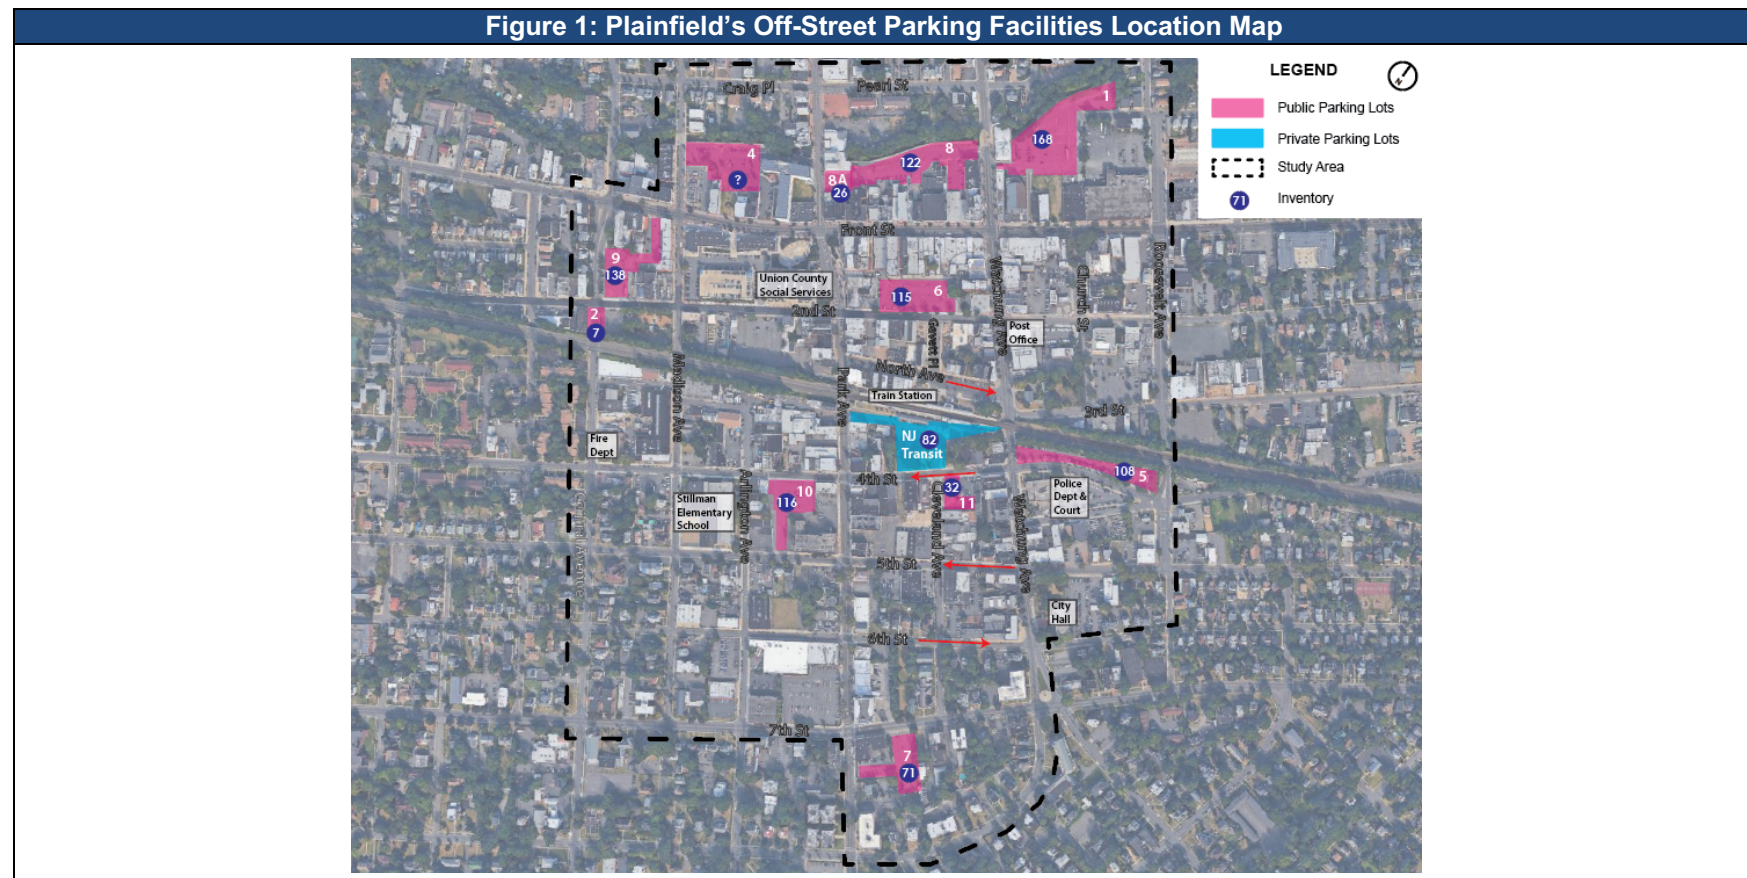 Figure 1: Plainfield's Off-Street Parking Facilities Location Map
LEGEND
N
Public Parking Lots
Private Parking Lots
Study Area
71 Inventory
Craig Pl
Pearl St
1
168
4
?
8
122
8A
26
Front St
9
138
Union County
Social Services
6
115
2nd St
2
7
Watchung Ave
Church St
Roosevelt Ave
Post
Office
Gavett Pl
North Ave
Madison Ave
Park Ave
Train Station
3rd St
NJ 82
Transit
Fire
Dept
4th St
108
5
Police
Dept &
Court
32
11
Cleveland Ave
Watchung Ave
10
116
Stillman
Elementary
School
Arlington Ave
5th St
City
Hall
6th St
7th St
7
71